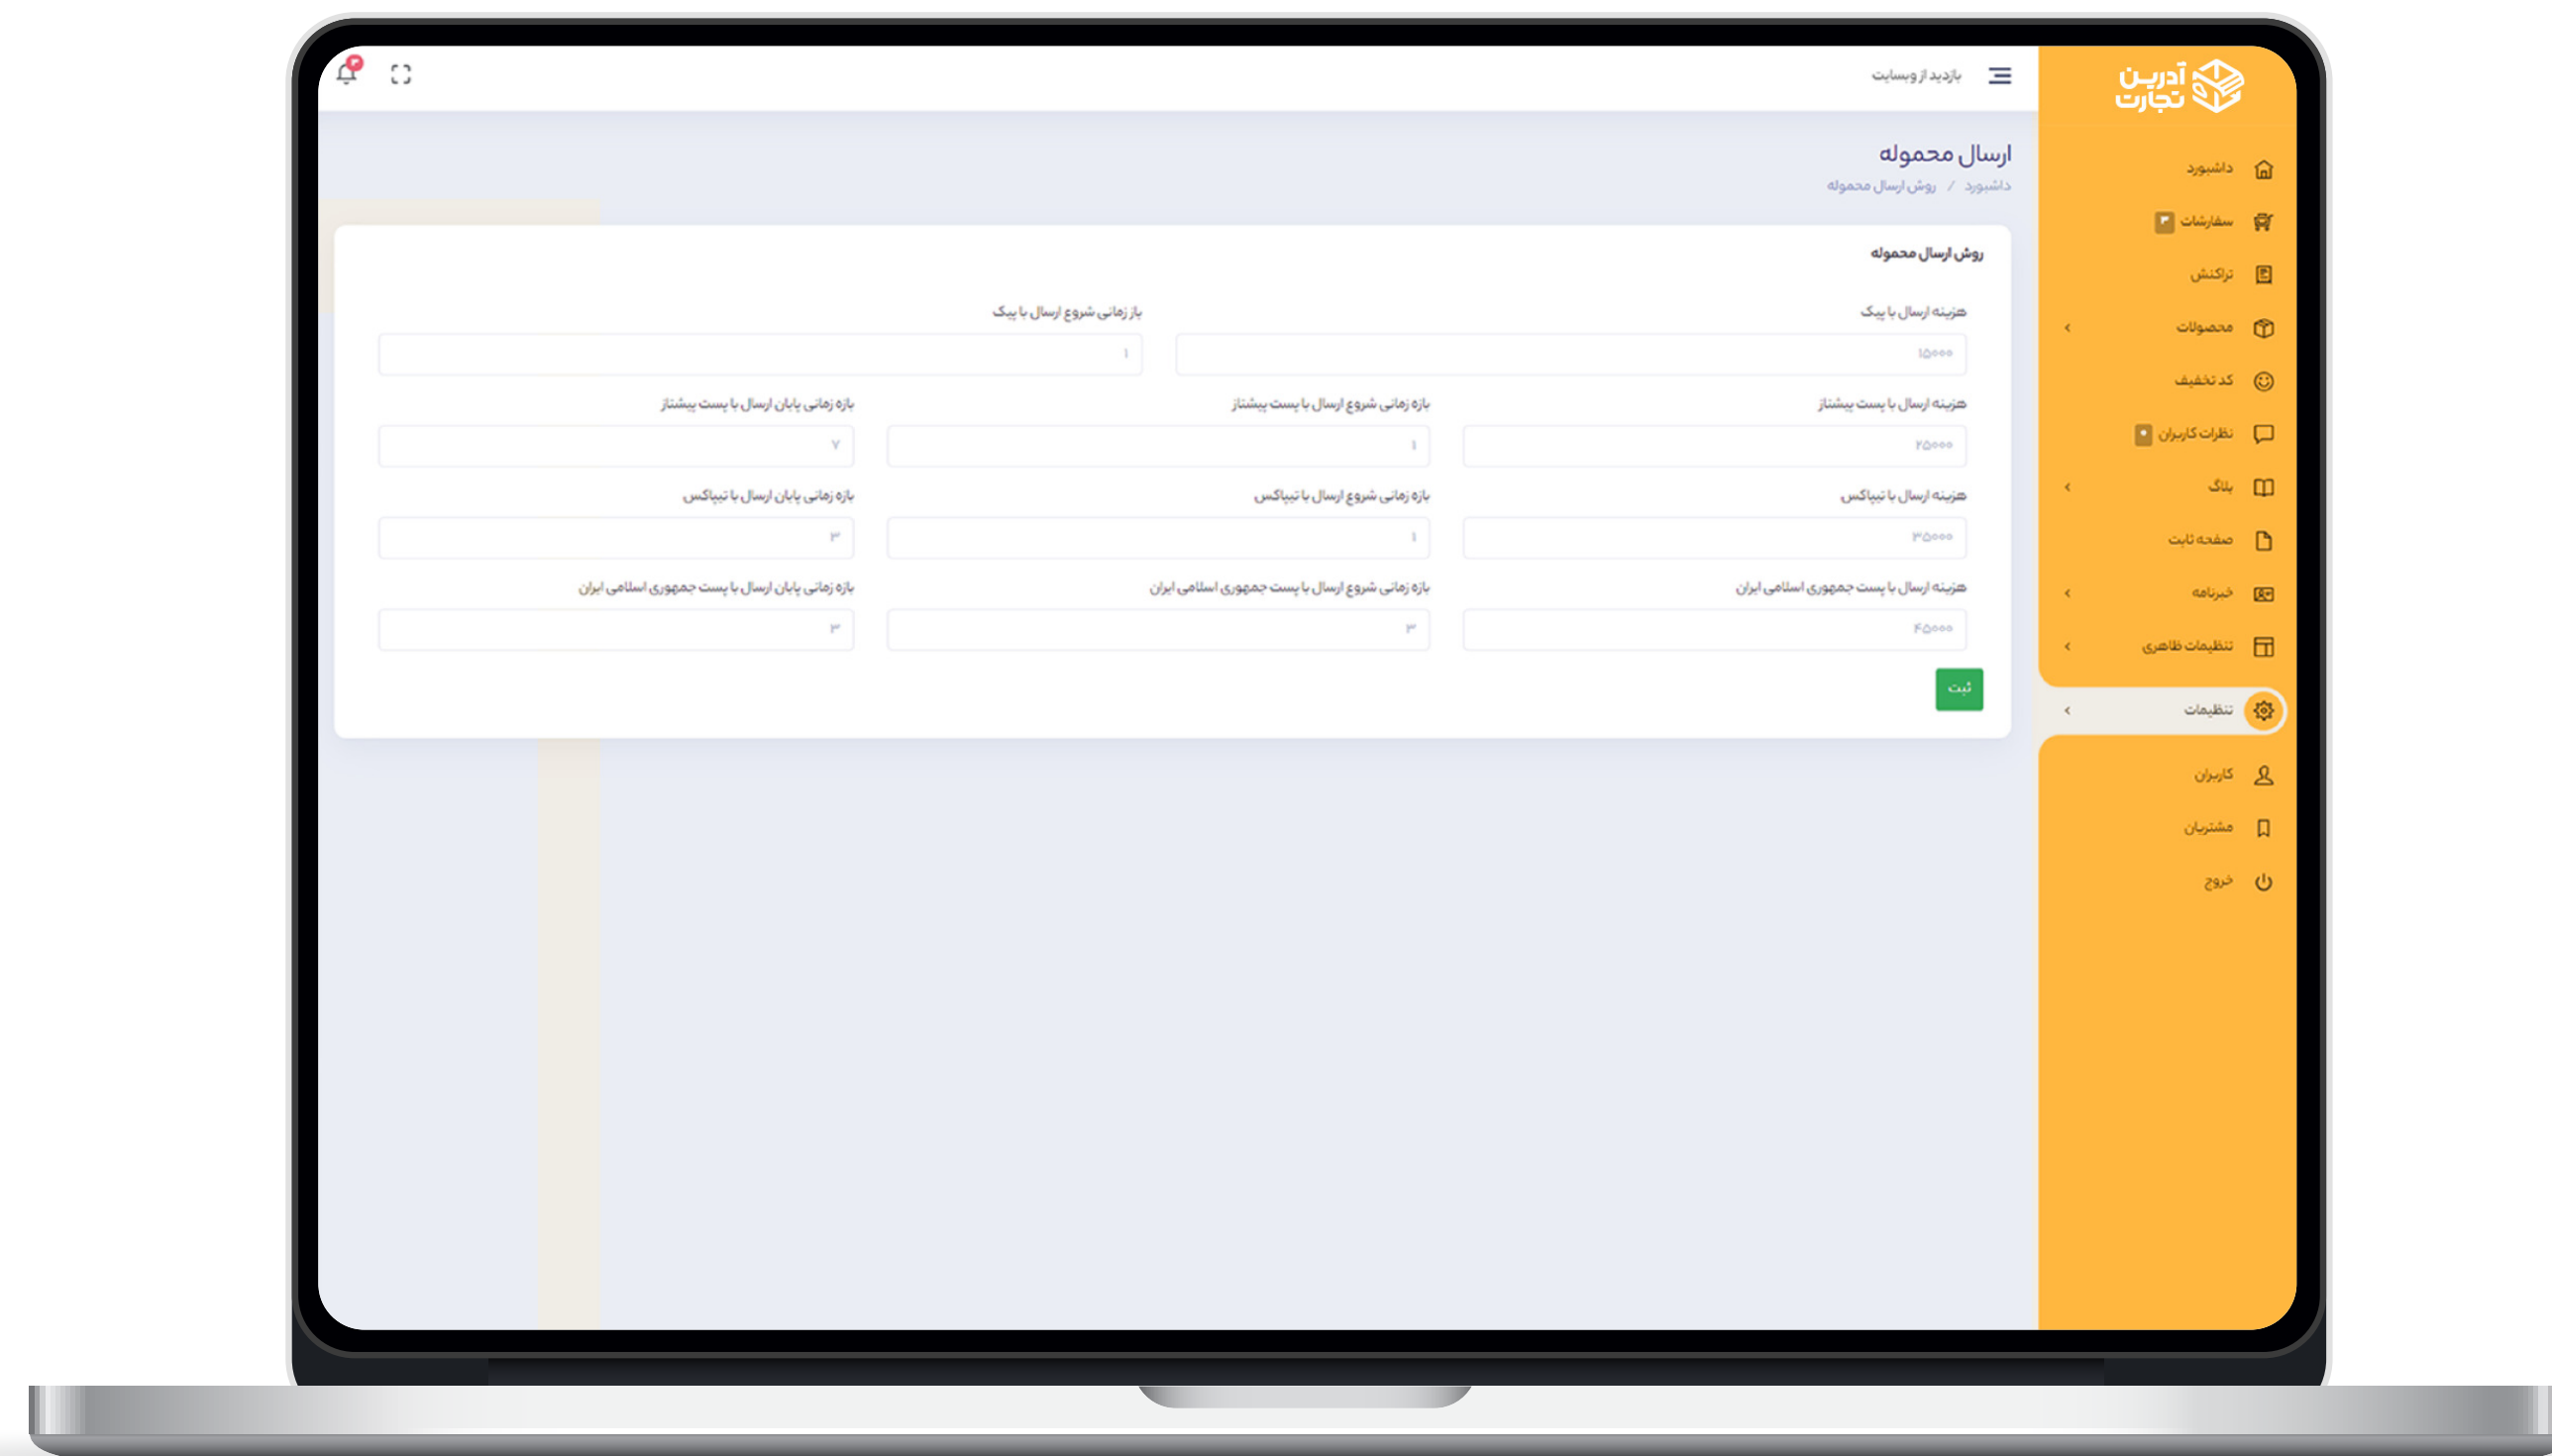 آدرین
تجارت
داشبورد
سفارشات ۳
تراکنش
محصولات
کد تخفیف
نظرات کاربران ۰
بلاگ
صفحه ثابت
خبرنامه
تنظیمات ظاهری
تنظیمات
کاربران
مشتریان
خروج
بازدید از وبسایت
ارسال محموله
داشبورد / روش ارسال محموله
روش ارسال محموله
هزینه ارسال با پیک
باز زمانی شروع ارسال با پیک
۱۵۰۰۰
۱
هزینه ارسال با پست پیشتاز
بازه زمانی شروع ارسال با پست پیشتاز
بازه زمانی پایان ارسال با پست پیشتاز
۲۵۰۰۰
۱
۷
هزینه ارسال با تیپاکس
بازه زمانی شروع ارسال با تیپاکس
بازه زمانی پایان ارسال با تیپاکس
۳۵۰۰۰
۱
۳
هزینه ارسال با پست جمهوری اسلامی ایران
بازه زمانی شروع ارسال با پست جمهوری اسلامی ایران
بازه زمانی پایان ارسال با پست جمهوری اسلامی ایران
۴۵۰۰۰
۳
۳
ثبت